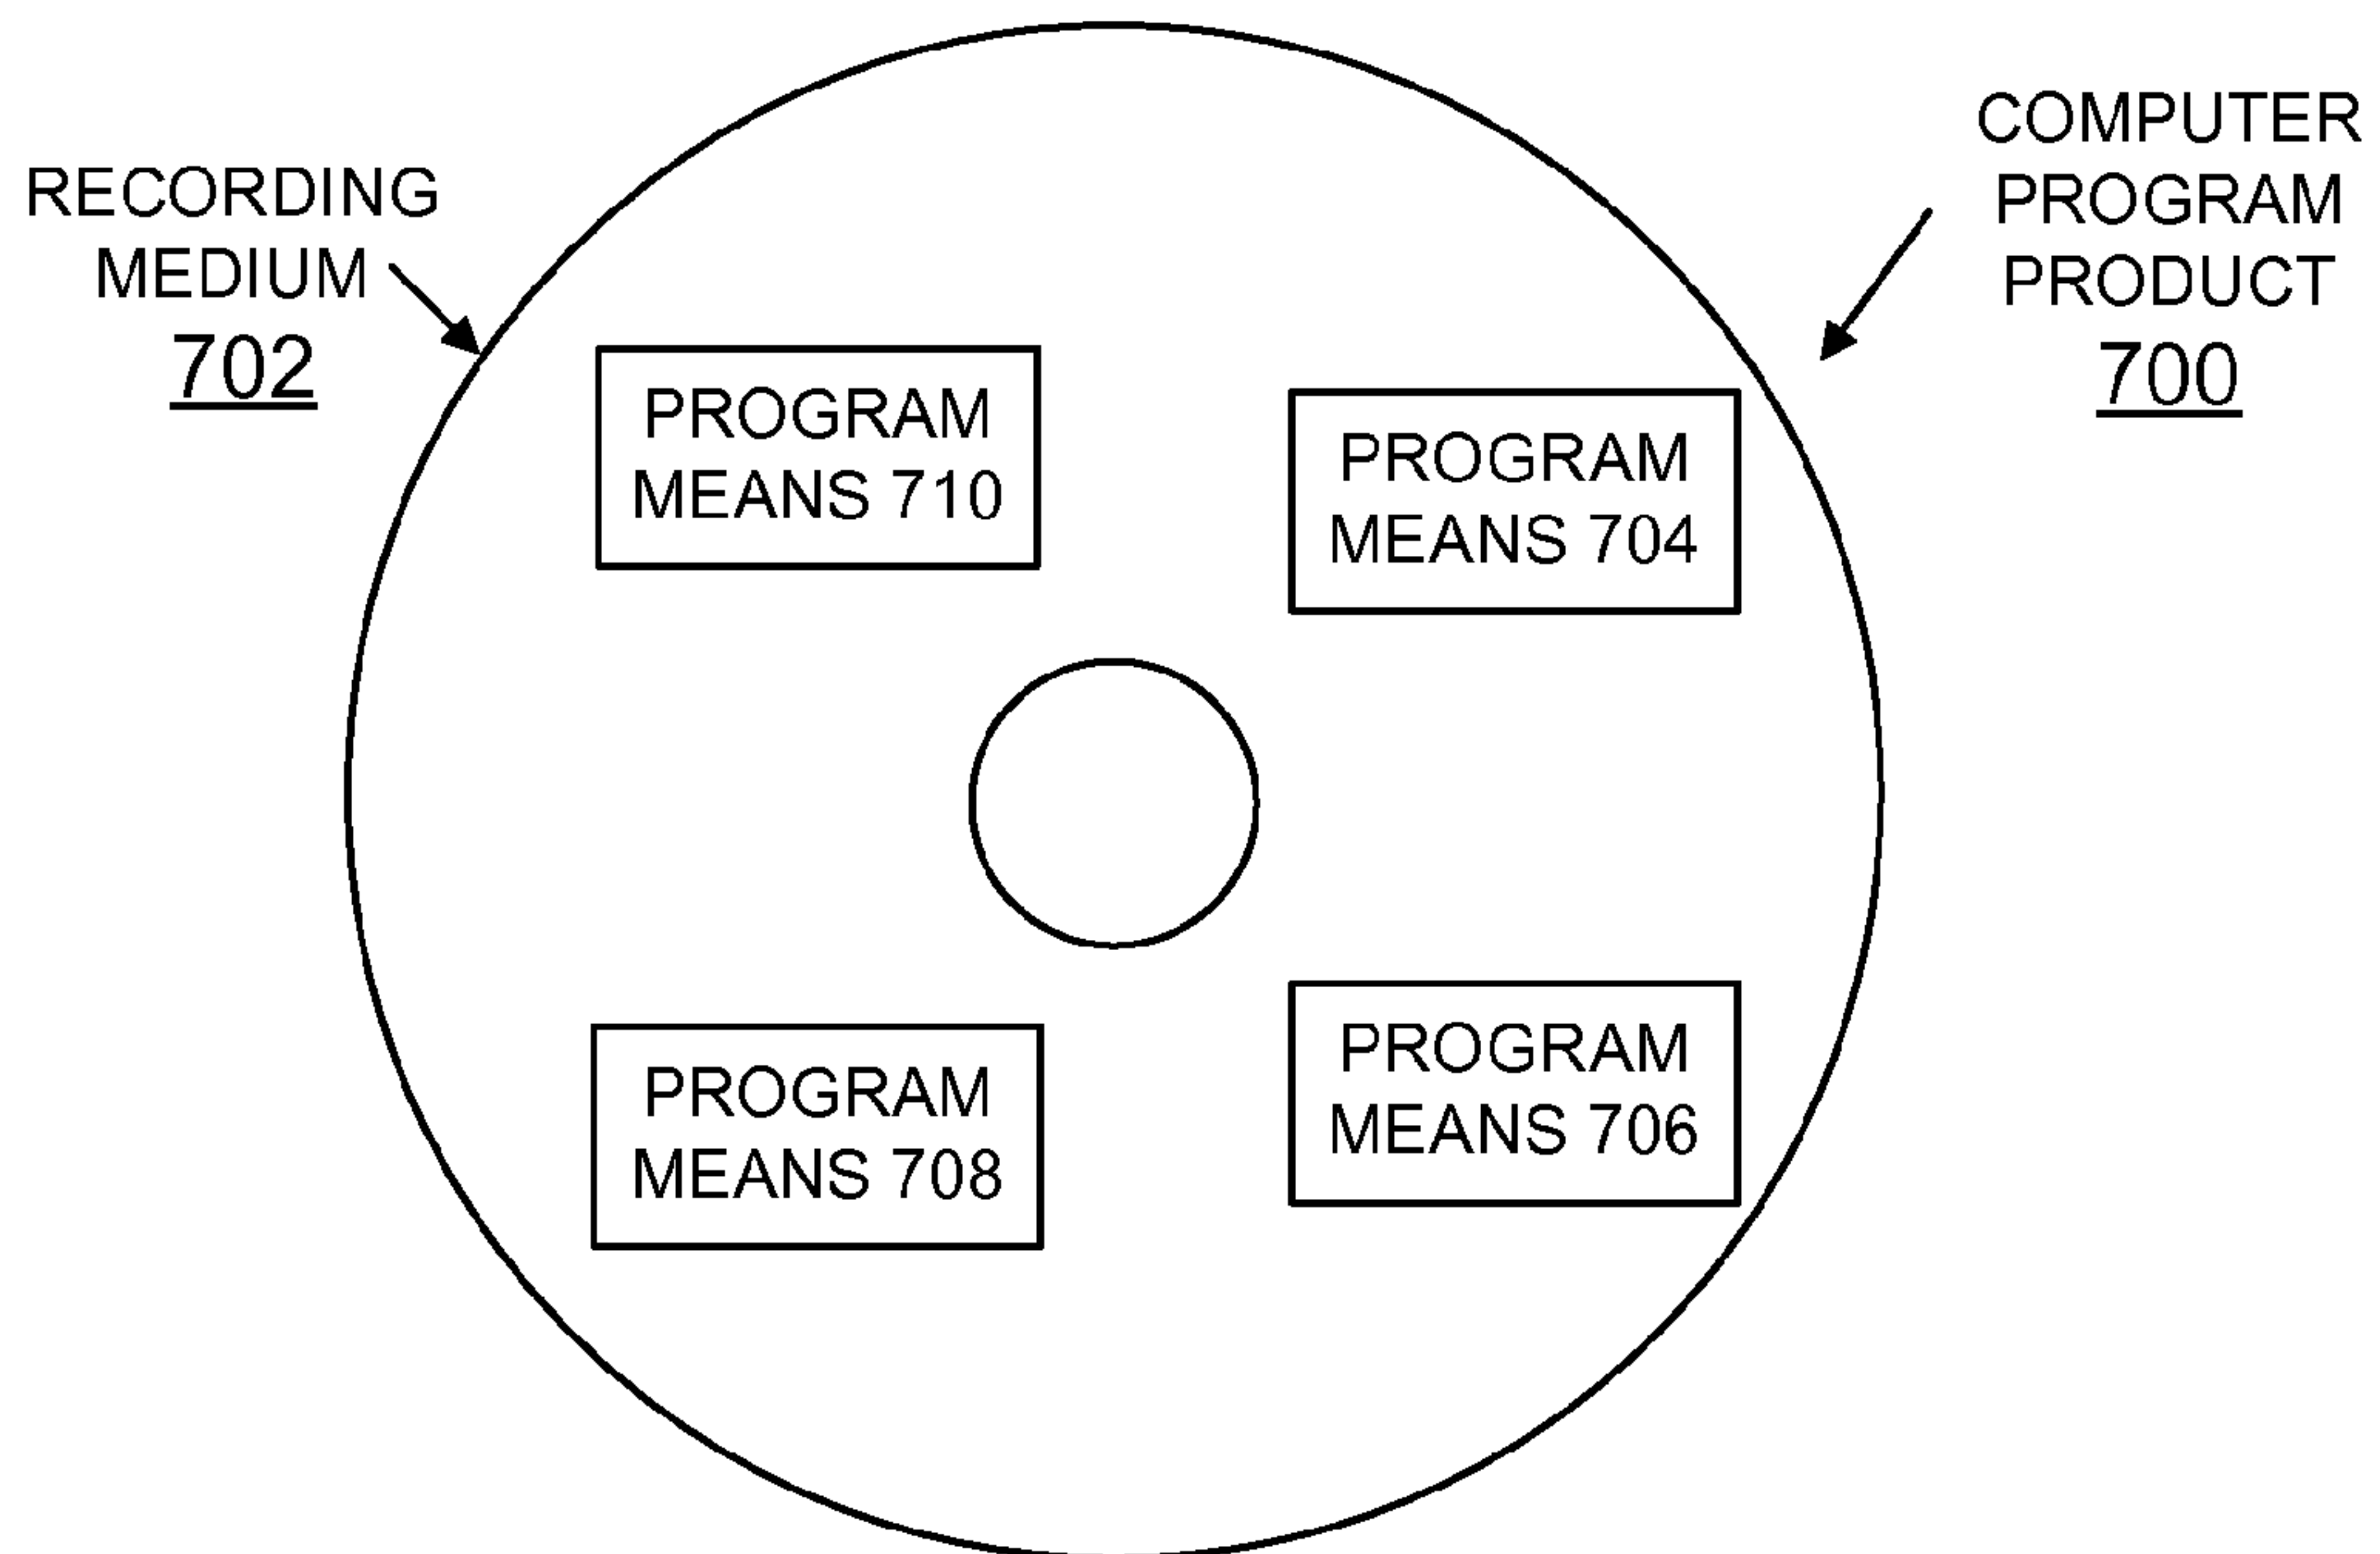 RECORDING
MEDIUM
702
COMPUTER
PROGRAM
PRODUCT
700
PROGRAM
MEANS 710
PROGRAM
MEANS 704
PROGRAM
MEANS 708
PROGRAM
MEANS 706